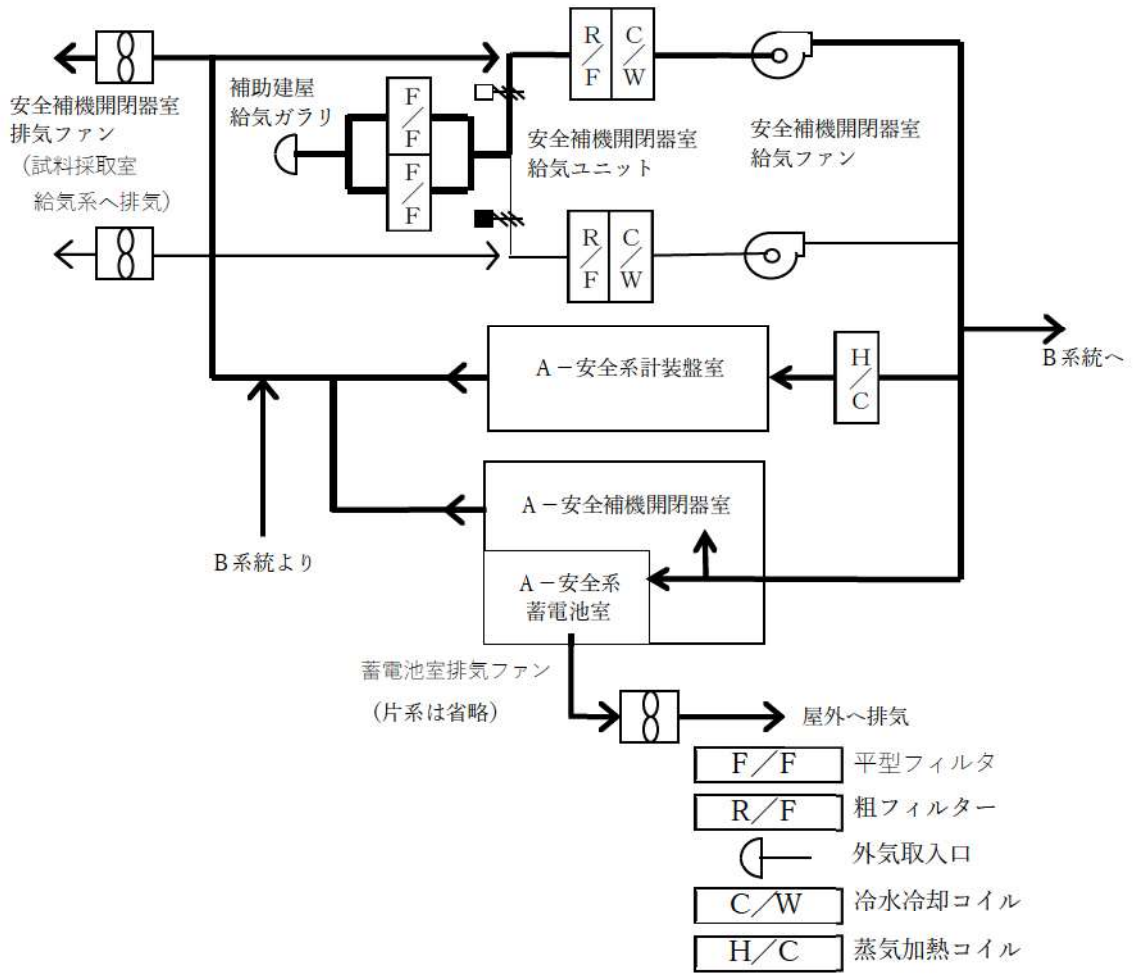 安全補機開閉器室
排気ファン
(試料採取室
給気系へ排気)
補助建屋
給気ガラリ
F/F
F/F
R/F
C/W
安全補機開閉器室
給気ユニット
安全補機開閉器室
給気ファン
R/F
C/W
B系統へ
A－安全系計装盤室
H/C
A－安全補機開閉器室
B系統より
A－安全系
蓄電池室
蓄電池室排気ファン
(片系は省略)
屋外へ排気
F/F 平型フィルタ
R/F 粗フィルター
外気取入口
C/W 冷水冷却コイル
H/C 蒸気加熱コイル